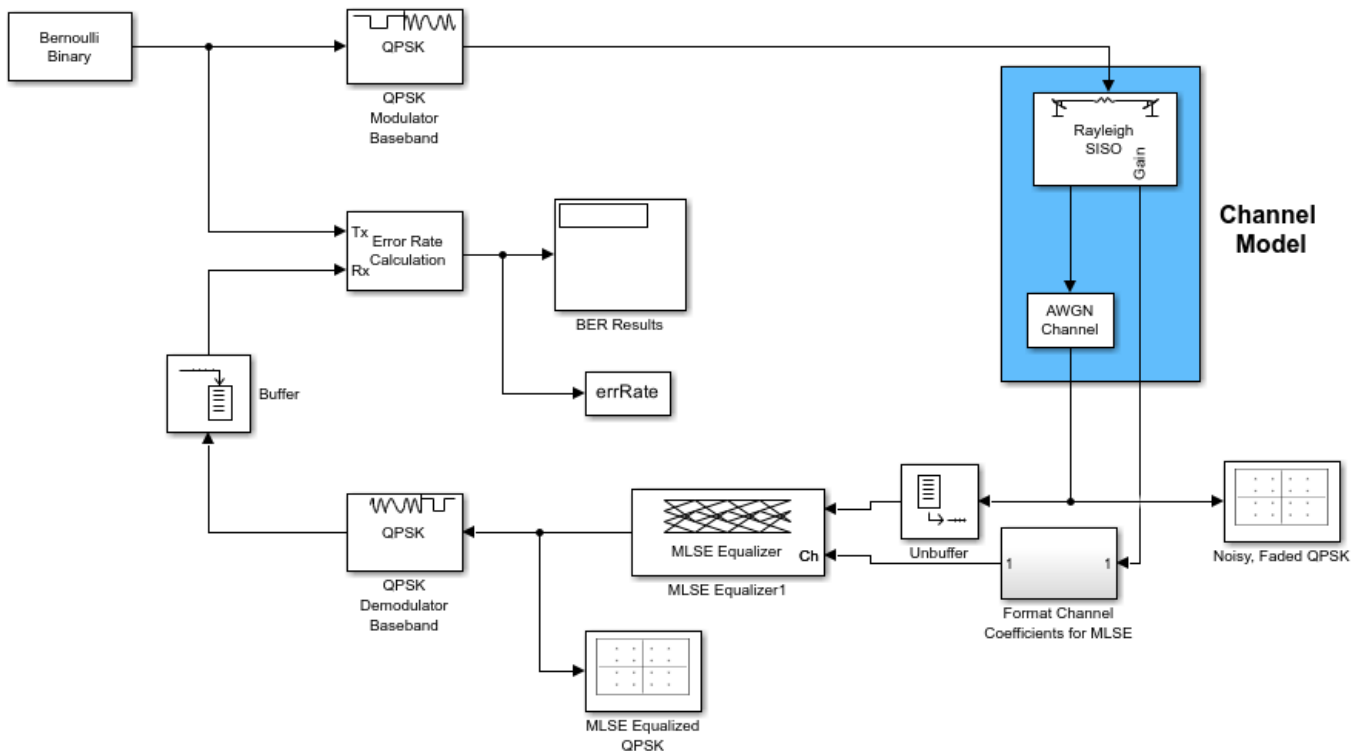 Bernoulli
Binary
QPSK
QPSK
Modulator
Baseband
Rayleigh
SISO
Gain
Channel
Model
AWGN
Channel
Tx
Rx
Error Rate
Calculation
BER Results
errRate
Buffer
QPSK
QPSK
Demodulator
Baseband
MLSE Equalizer
Ch
MLSE Equalizer1
Unbuffer
1
1
Format Channel
Coefficients for MLSE
Noisy, Faded QPSK
MLSE Equalized
QPSK